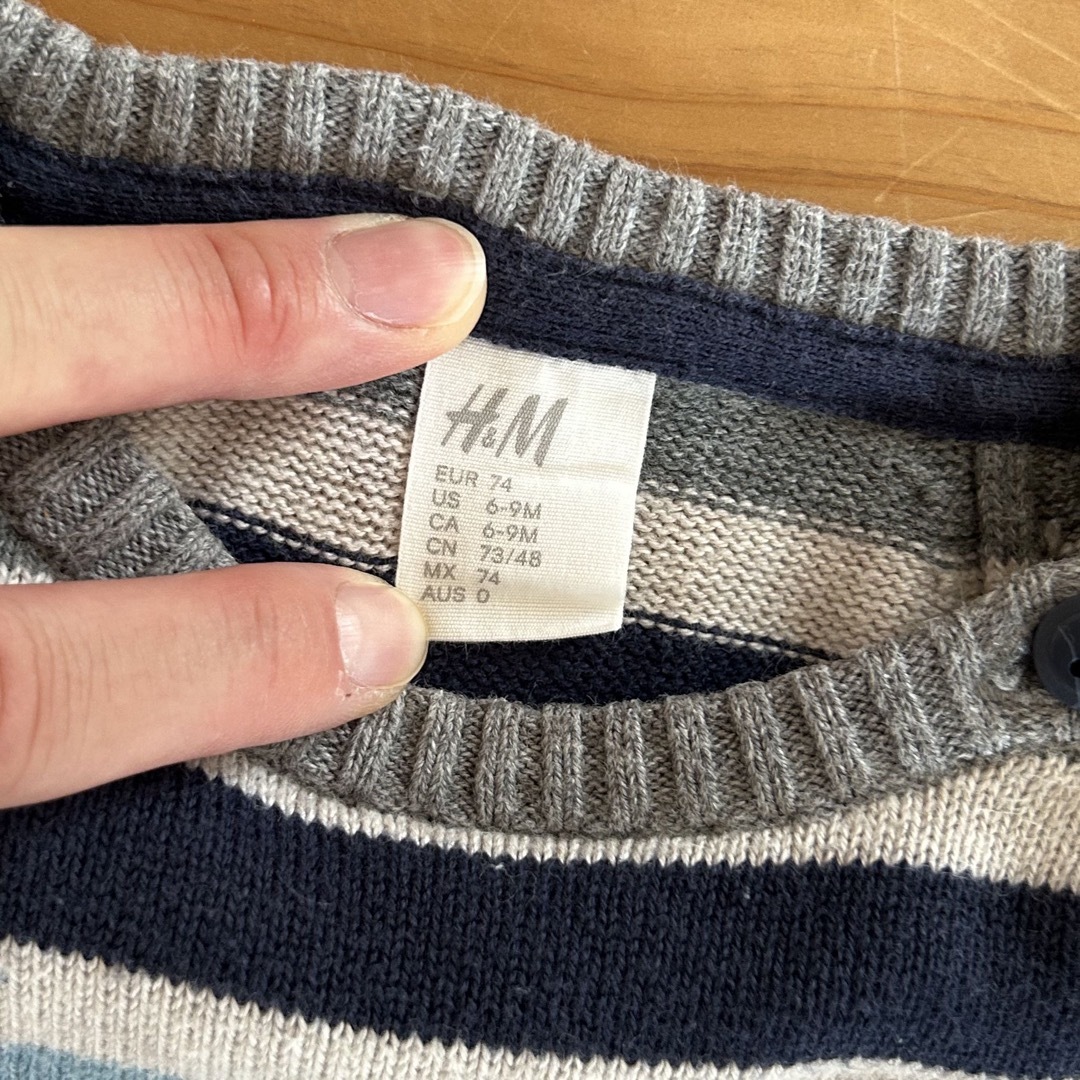 H&M
EUR 74
US 6-9M
CA 6-9M
CN 73/48
MX 74
AUS 0